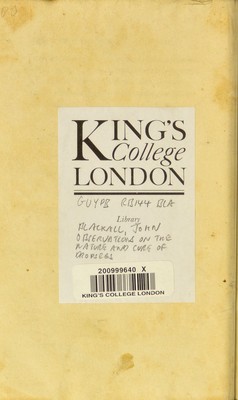 KING'S
College
LONDON
GUYPB RB144 BLA
Library
BLACKALL, JOHN
OBSERVATIONS ON THE
NATURE AND CURE OF
DROPSIES
200999640 X
KING'S COLLEGE LONDON